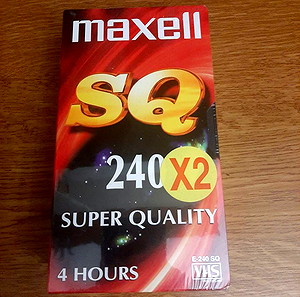 maxell
SQ
240 X2
SUPER QUALITY
E-240 SQ
4 HOURS
VHS